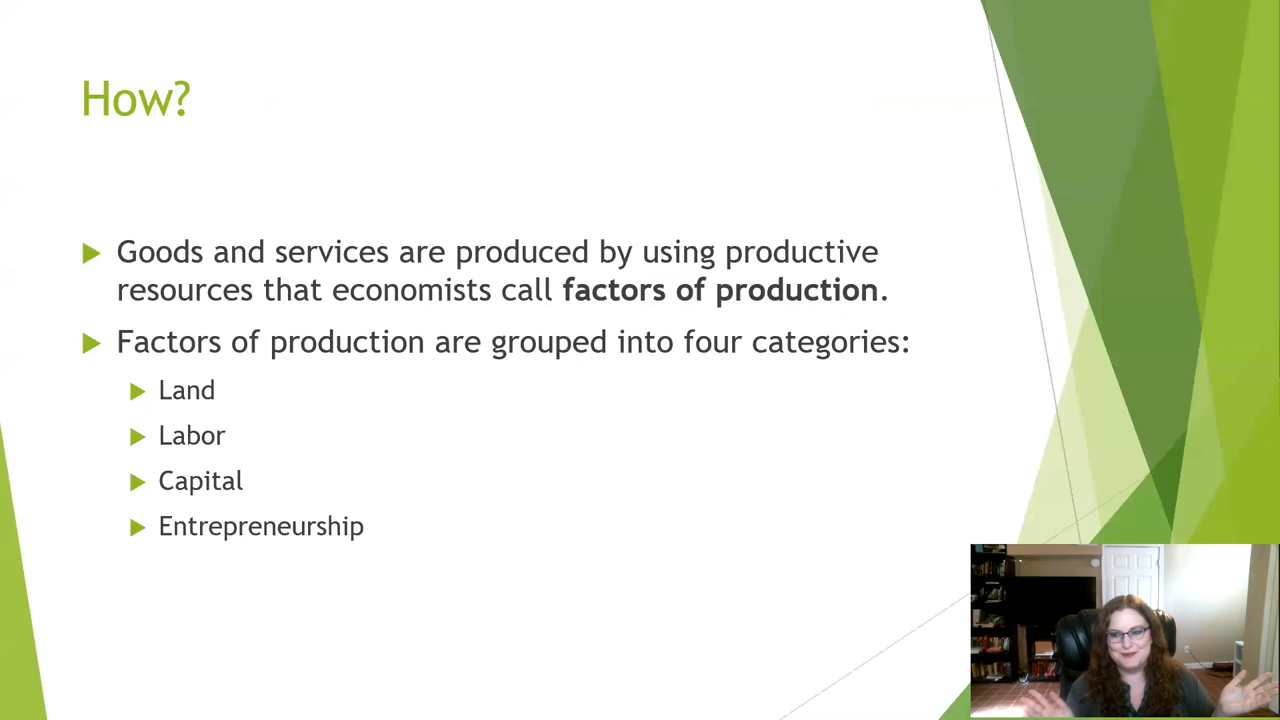 How?
Goods and services are produced by using productive
resources that economists call factors of production.
Factors of production are grouped into four categories:
Land
Labor
Capital
Entrepreneurship